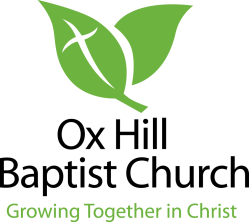 Ox Hill
Baptist Church
Growing Together in Christ